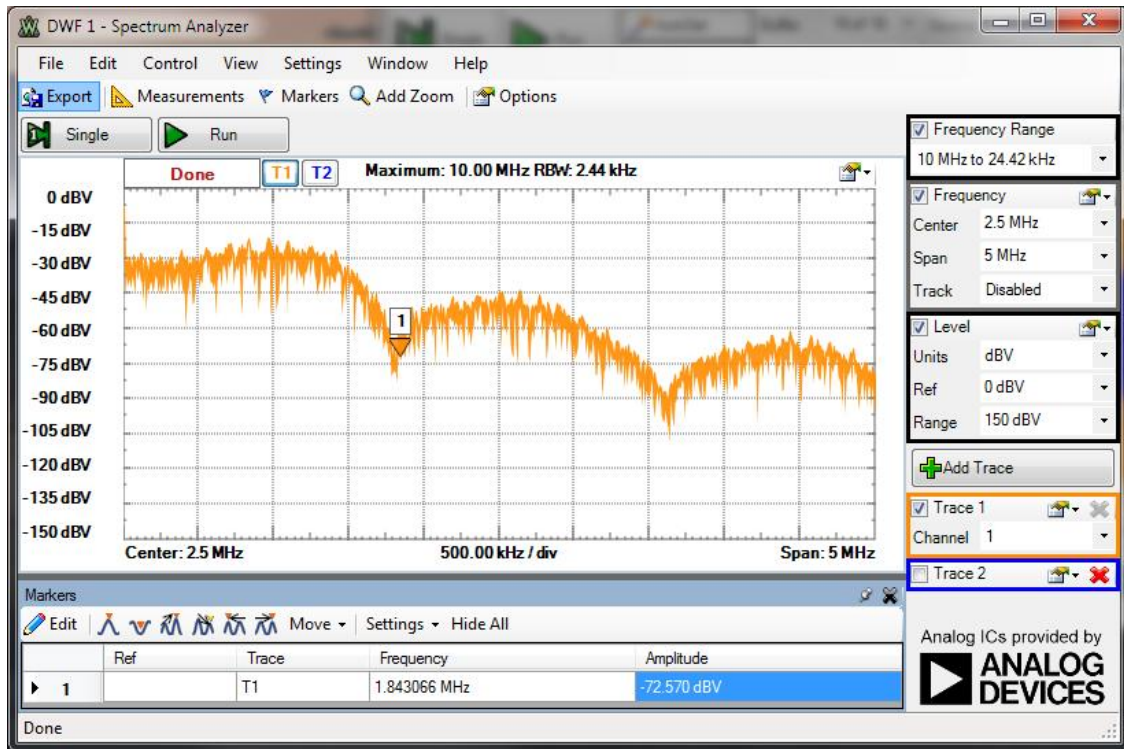 DWF 1 - Spectrum Analyzer
File Edit Control View Settings Window Help
Export Measurements Markers Add Zoom Options
Single Run
Done T1 T2 Maximum: 10.00 MHz RBW: 2.44 kHz
0 dBV
-15 dBV
-30 dBV
-45 dBV
-60 dBV
-75 dBV
-90 dBV
-105 dBV
-120 dBV
-135 dBV
-150 dBV
1
Center: 2.5 MHz 500.00 kHz / div Span: 5 MHz
Frequency Range
10 MHz to 24.42 kHz
Frequency
Center 2.5 MHz
Span 5 MHz
Track Disabled
Level
Units dBV
Ref 0 dBV
Range 150 dBV
Add Trace
Trace 1
Channel 1
Trace 2
Markers
Edit Move Settings Hide All
Ref Trace Frequency Amplitude
1 T1 1.843066 MHz -72.570 dBV
Analog ICs provided by
ANALOG
DEVICES
Done